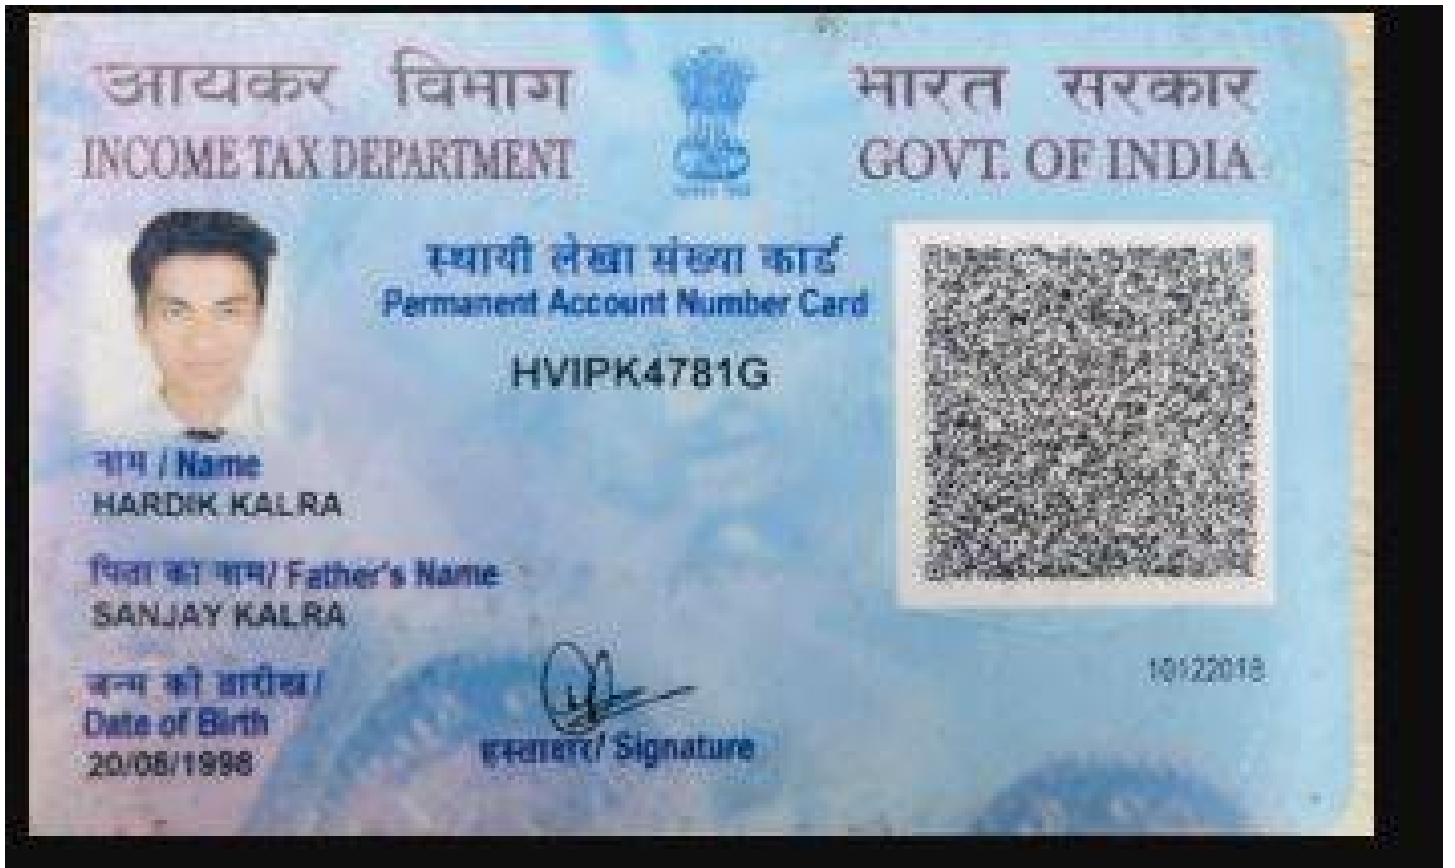 आयकर विभाग
INCOME TAX DEPARTMENT
भारत सरकार
GOVT. OF INDIA
स्थायी लेखा संख्या कार्ड
Permanent Account Number Card
HVIPK4781G
नाम / Name
HARDIK KALRA
पिता का नाम/ Father's Name
SANJAY KALRA
जन्म की तारीख/
Date of Birth
20/08/1998
हस्ताक्षर/ Signature
10122018